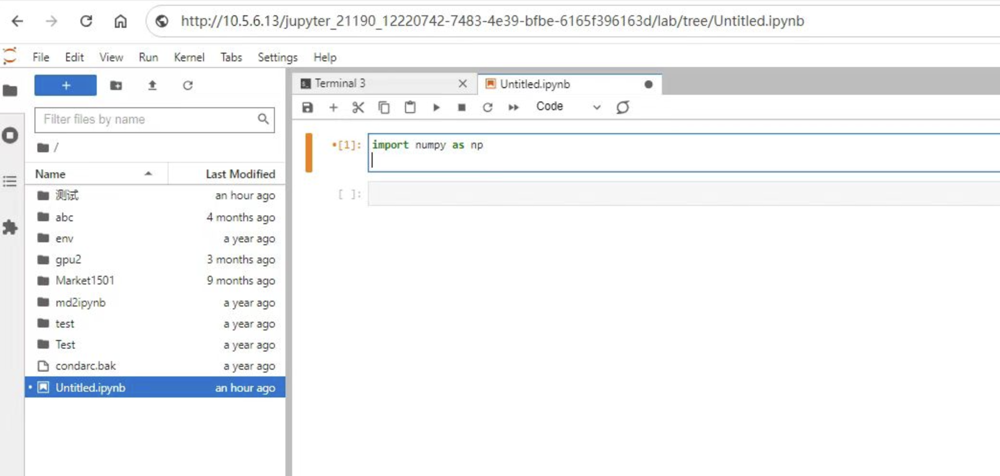 http://10.5.6.13/jupyter_21190_12220742-7483-4e39-bfbe-6165f396163d/lab/tree/Untitled.ipynb
File Edit View Run Kernel Tabs Settings Help
+
Terminal 3
Untitled.ipynb
Code
Filter files by name
/
Name Last Modified
测试 an hour ago
abc 4 months ago
env a year ago
gpu2 3 months ago
Market1501 9 months ago
md2ipynb a year ago
test a year ago
Test a year ago
condarc.bak a year ago
• Untitled.ipynb an hour ago
•[1]: import numpy as np
[ ]: